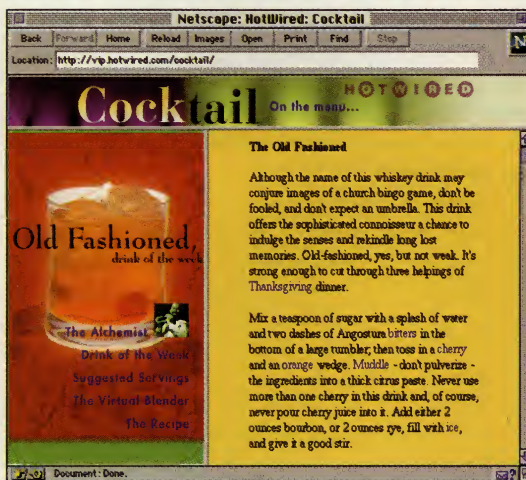 Netscape: HotWired: Cocktail
Back Forward Home Reload Images Open Print Find Stop
N
Location: http://vip.hotwired.com/cocktail/
HOTWIRED
Cocktail On the menu...
Old Fashioned,
drink of the week
The Alchemist
Drink of the Week
Suggested Servings
The Virtual Blender
The Recipe
The Old Fashioned
Although the name of this whiskey drink may
conjure images of a church bingo game, don't be
fooled, and don't expect an umbrella. This drink
offers the sophisticated connoisseur a chance to
indulge the senses and rekindle long lost
memories. Old-fashioned, yes, but not weak. It's
strong enough to cut through three helpings of
Thanksgiving dinner.
Mix a teaspoon of sugar with a splash of water
and two dashes of Angostura bitters in the
bottom of a large tumbler, then toss in a cherry
and an orange wedge. Muddle - don't pulverize -
the ingredients into a thick citrus paste. Never use
more than one cherry in this drink and, of course,
never pour cherry juice into it. Add either 2
ounces bourbon, or 2 ounces rye, fill with ice,
and give it a good stir.
Document: Done.